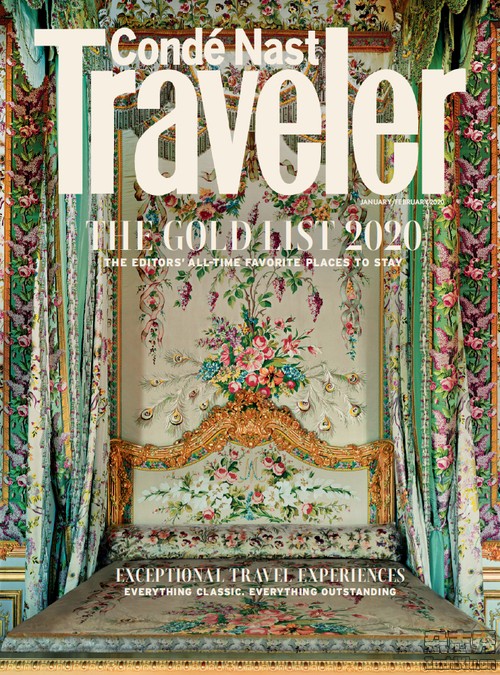 Condé Nast
Traveler
JANUARY/FEBRUARY 2020
THE GOLD LIST 2020
THE EDITORS' ALL-TIME FAVORITE PLACES TO STAY
EXCEPTIONAL TRAVEL EXPERIENCES
EVERYTHING CLASSIC. EVERYTHING OUTSTANDING